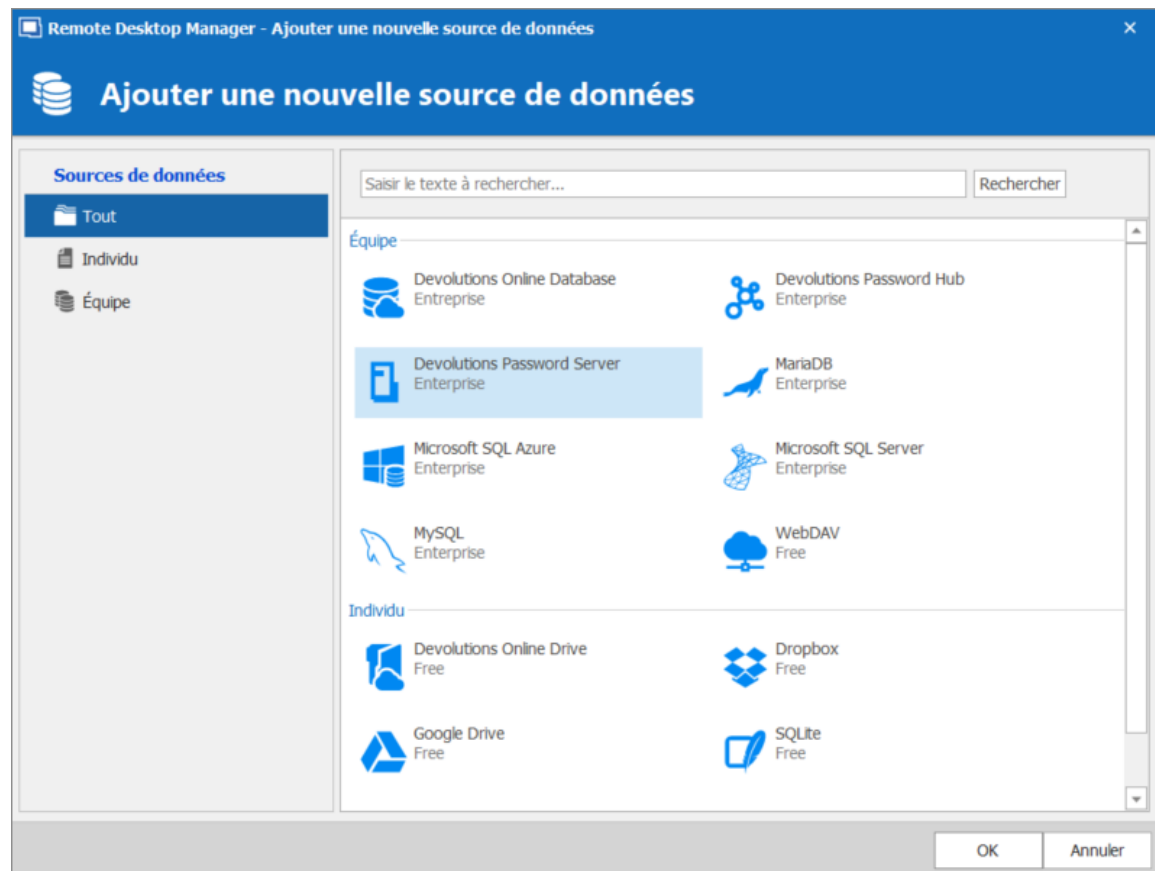 Remote Desktop Manager - Ajouter une nouvelle source de données
Ajouter une nouvelle source de données
Sources de données
Tout
Individu
Équipe
Saisir le texte à rechercher...
Rechercher
Équipe
Devolutions Online Database
Entreprise
Devolutions Password Hub
Enterprise
Devolutions Password Server
Enterprise
MariaDB
Enterprise
Microsoft SQL Azure
Enterprise
Microsoft SQL Server
Enterprise
MySQL
Enterprise
WebDAV
Free
Individu
Devolutions Online Drive
Free
Dropbox
Free
Google Drive
Free
SQLite
Free
OK
Annuler